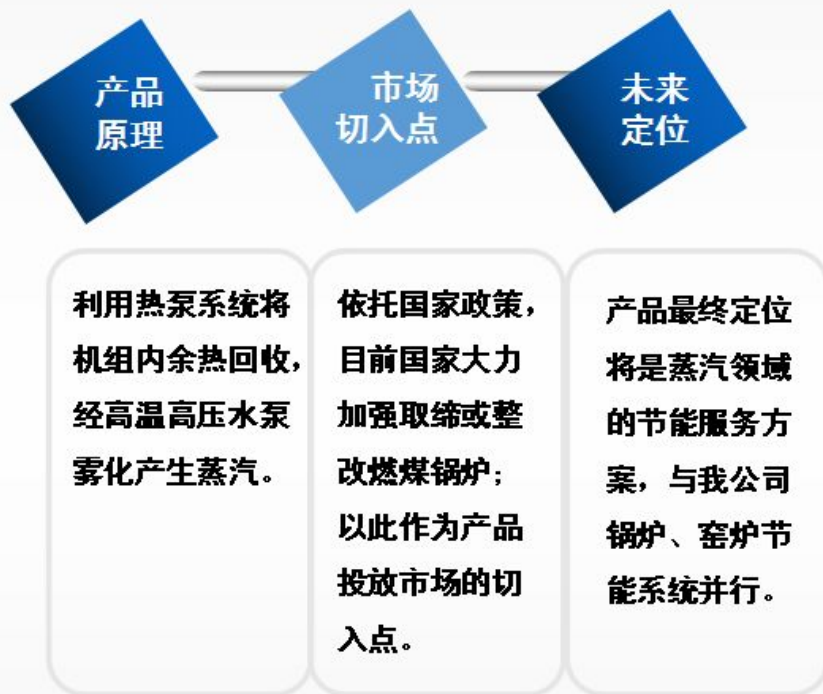 产品
原理
市场
切入点
未来
定位
利用热泵系统将
机组内余热回收，
经高温高压水泵
雾化产生蒸汽。
依托国家政策，
目前国家大力
加强取缔或整
改燃煤锅炉；
以此作为产品
投放市场的切
入点。
产品最终定位
将是蒸汽领域
的节能服务方
案，与我公司
锅炉、窑炉节
能系统并行。